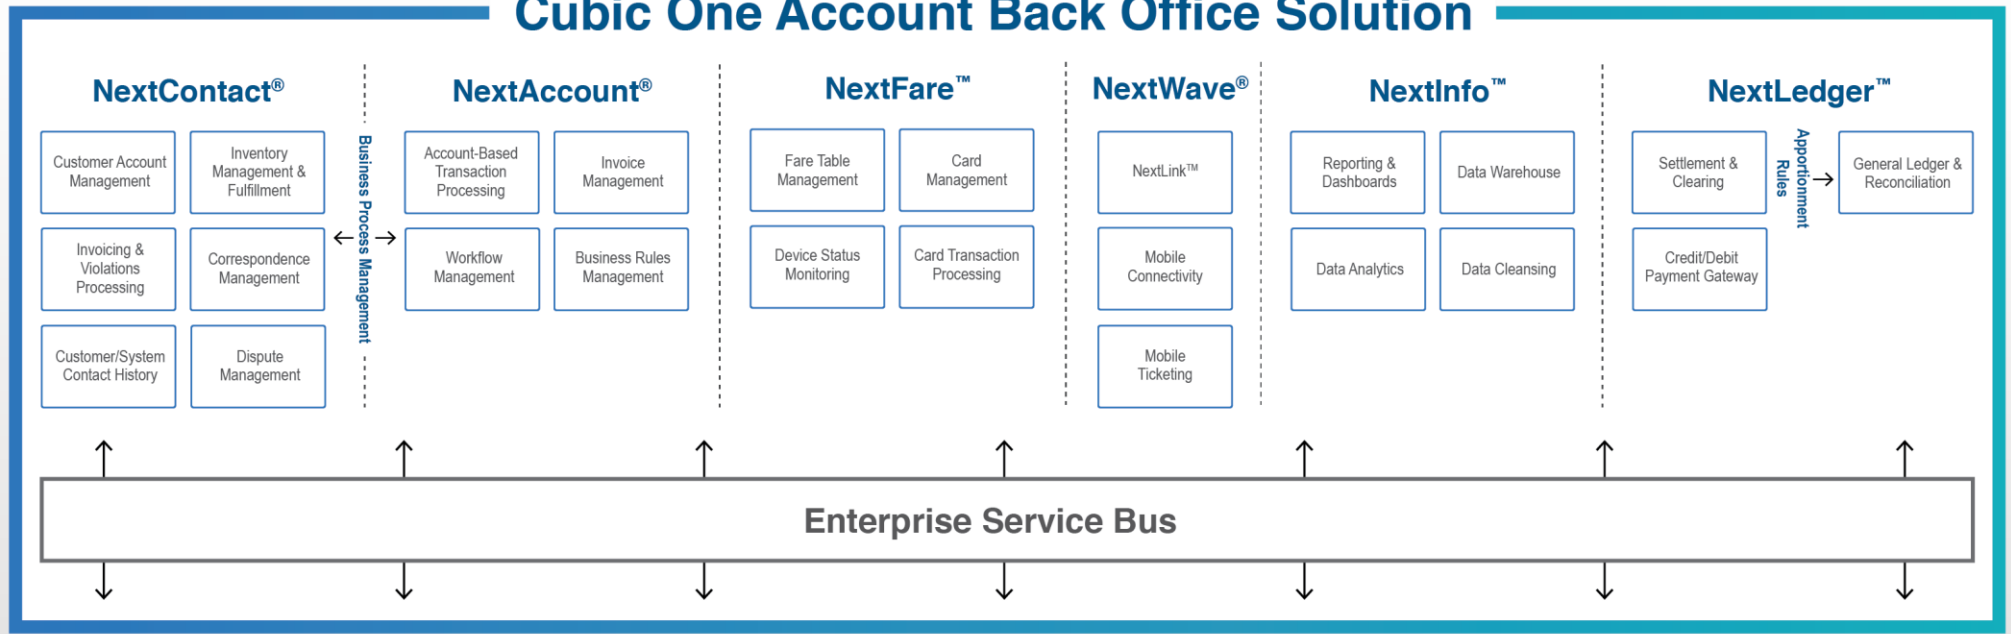 Cubic One Account Back Office Solution
NextContact®
Customer Account
Management
Inventory
Management &
Fulfillment
Invoicing &
Violations
Processing
Correspondence
Management
Customer/System
Contact History
Dispute
Management
Business Process Management
NextAccount®
Account-Based
Transaction
Processing
Invoice
Management
Workflow
Management
Business Rules
Management
NextFare™
Fare Table
Management
Card
Management
Device Status
Monitoring
Card Transaction
Processing
NextWave®
NextLink™
Mobile
Connectivity
Mobile
Ticketing
NextInfo™
Reporting &
Dashboards
Data Warehouse
Data Analytics
Data Cleansing
NextLedger™
Settlement &
Clearing
Apportionment
Rules
General Ledger &
Reconciliation
Credit/Debit
Payment Gateway
Enterprise Service Bus